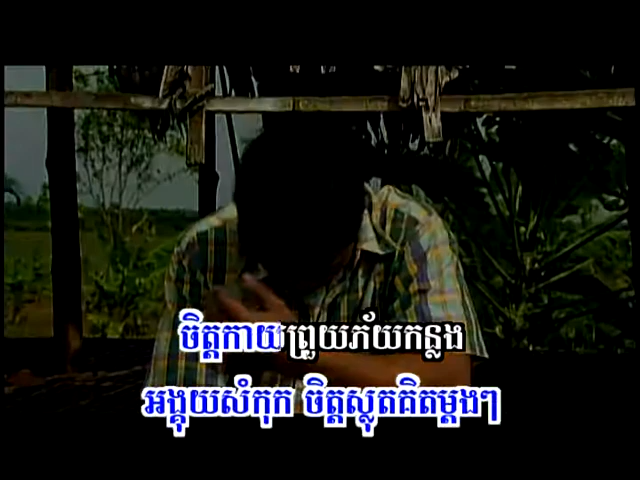 ចិត្តកាយព្រួយភ័យកន្លង
អង្គុយសំកុក ចិត្តស្លុតគិតម្តងៗ